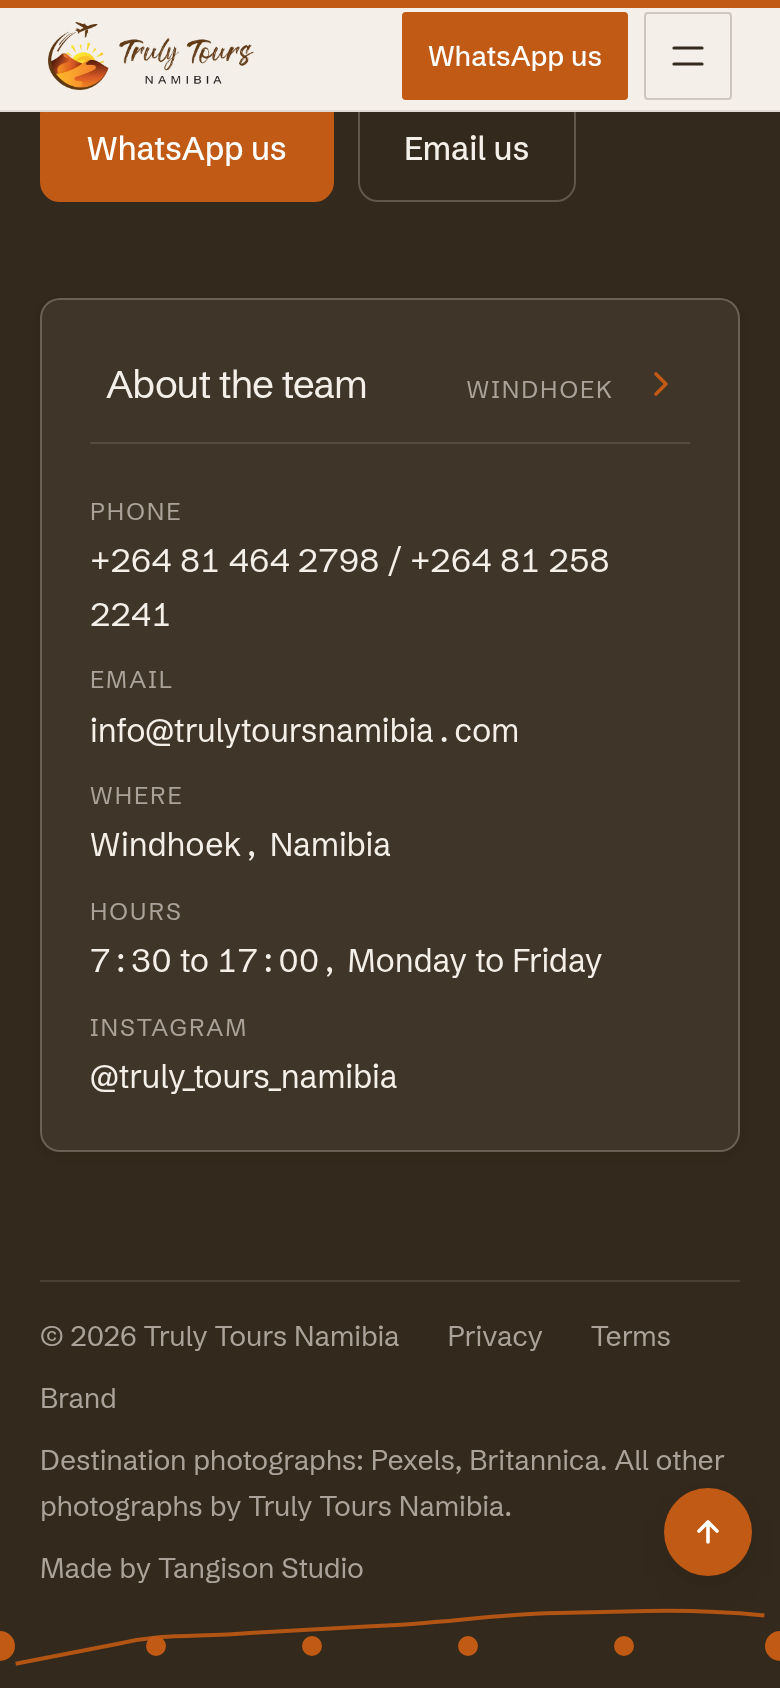 Truly Tours
NAMIBIA
WhatsApp us
WhatsApp us
Email us
About the team
WINDHOEK
PHONE
+264 81 464 2798 / +264 81 258
2241
EMAIL
info@trulytoursnamibia.com
WHERE
Windhoek, Namibia
HOURS
7:30 to 17:00, Monday to Friday
INSTAGRAM
@truly_tours_namibia
© 2026 Truly Tours Namibia Privacy Terms
Brand
Destination photographs: Pexels, Britannica. All other
photographs by Truly Tours Namibia.
Made by Tangison Studio